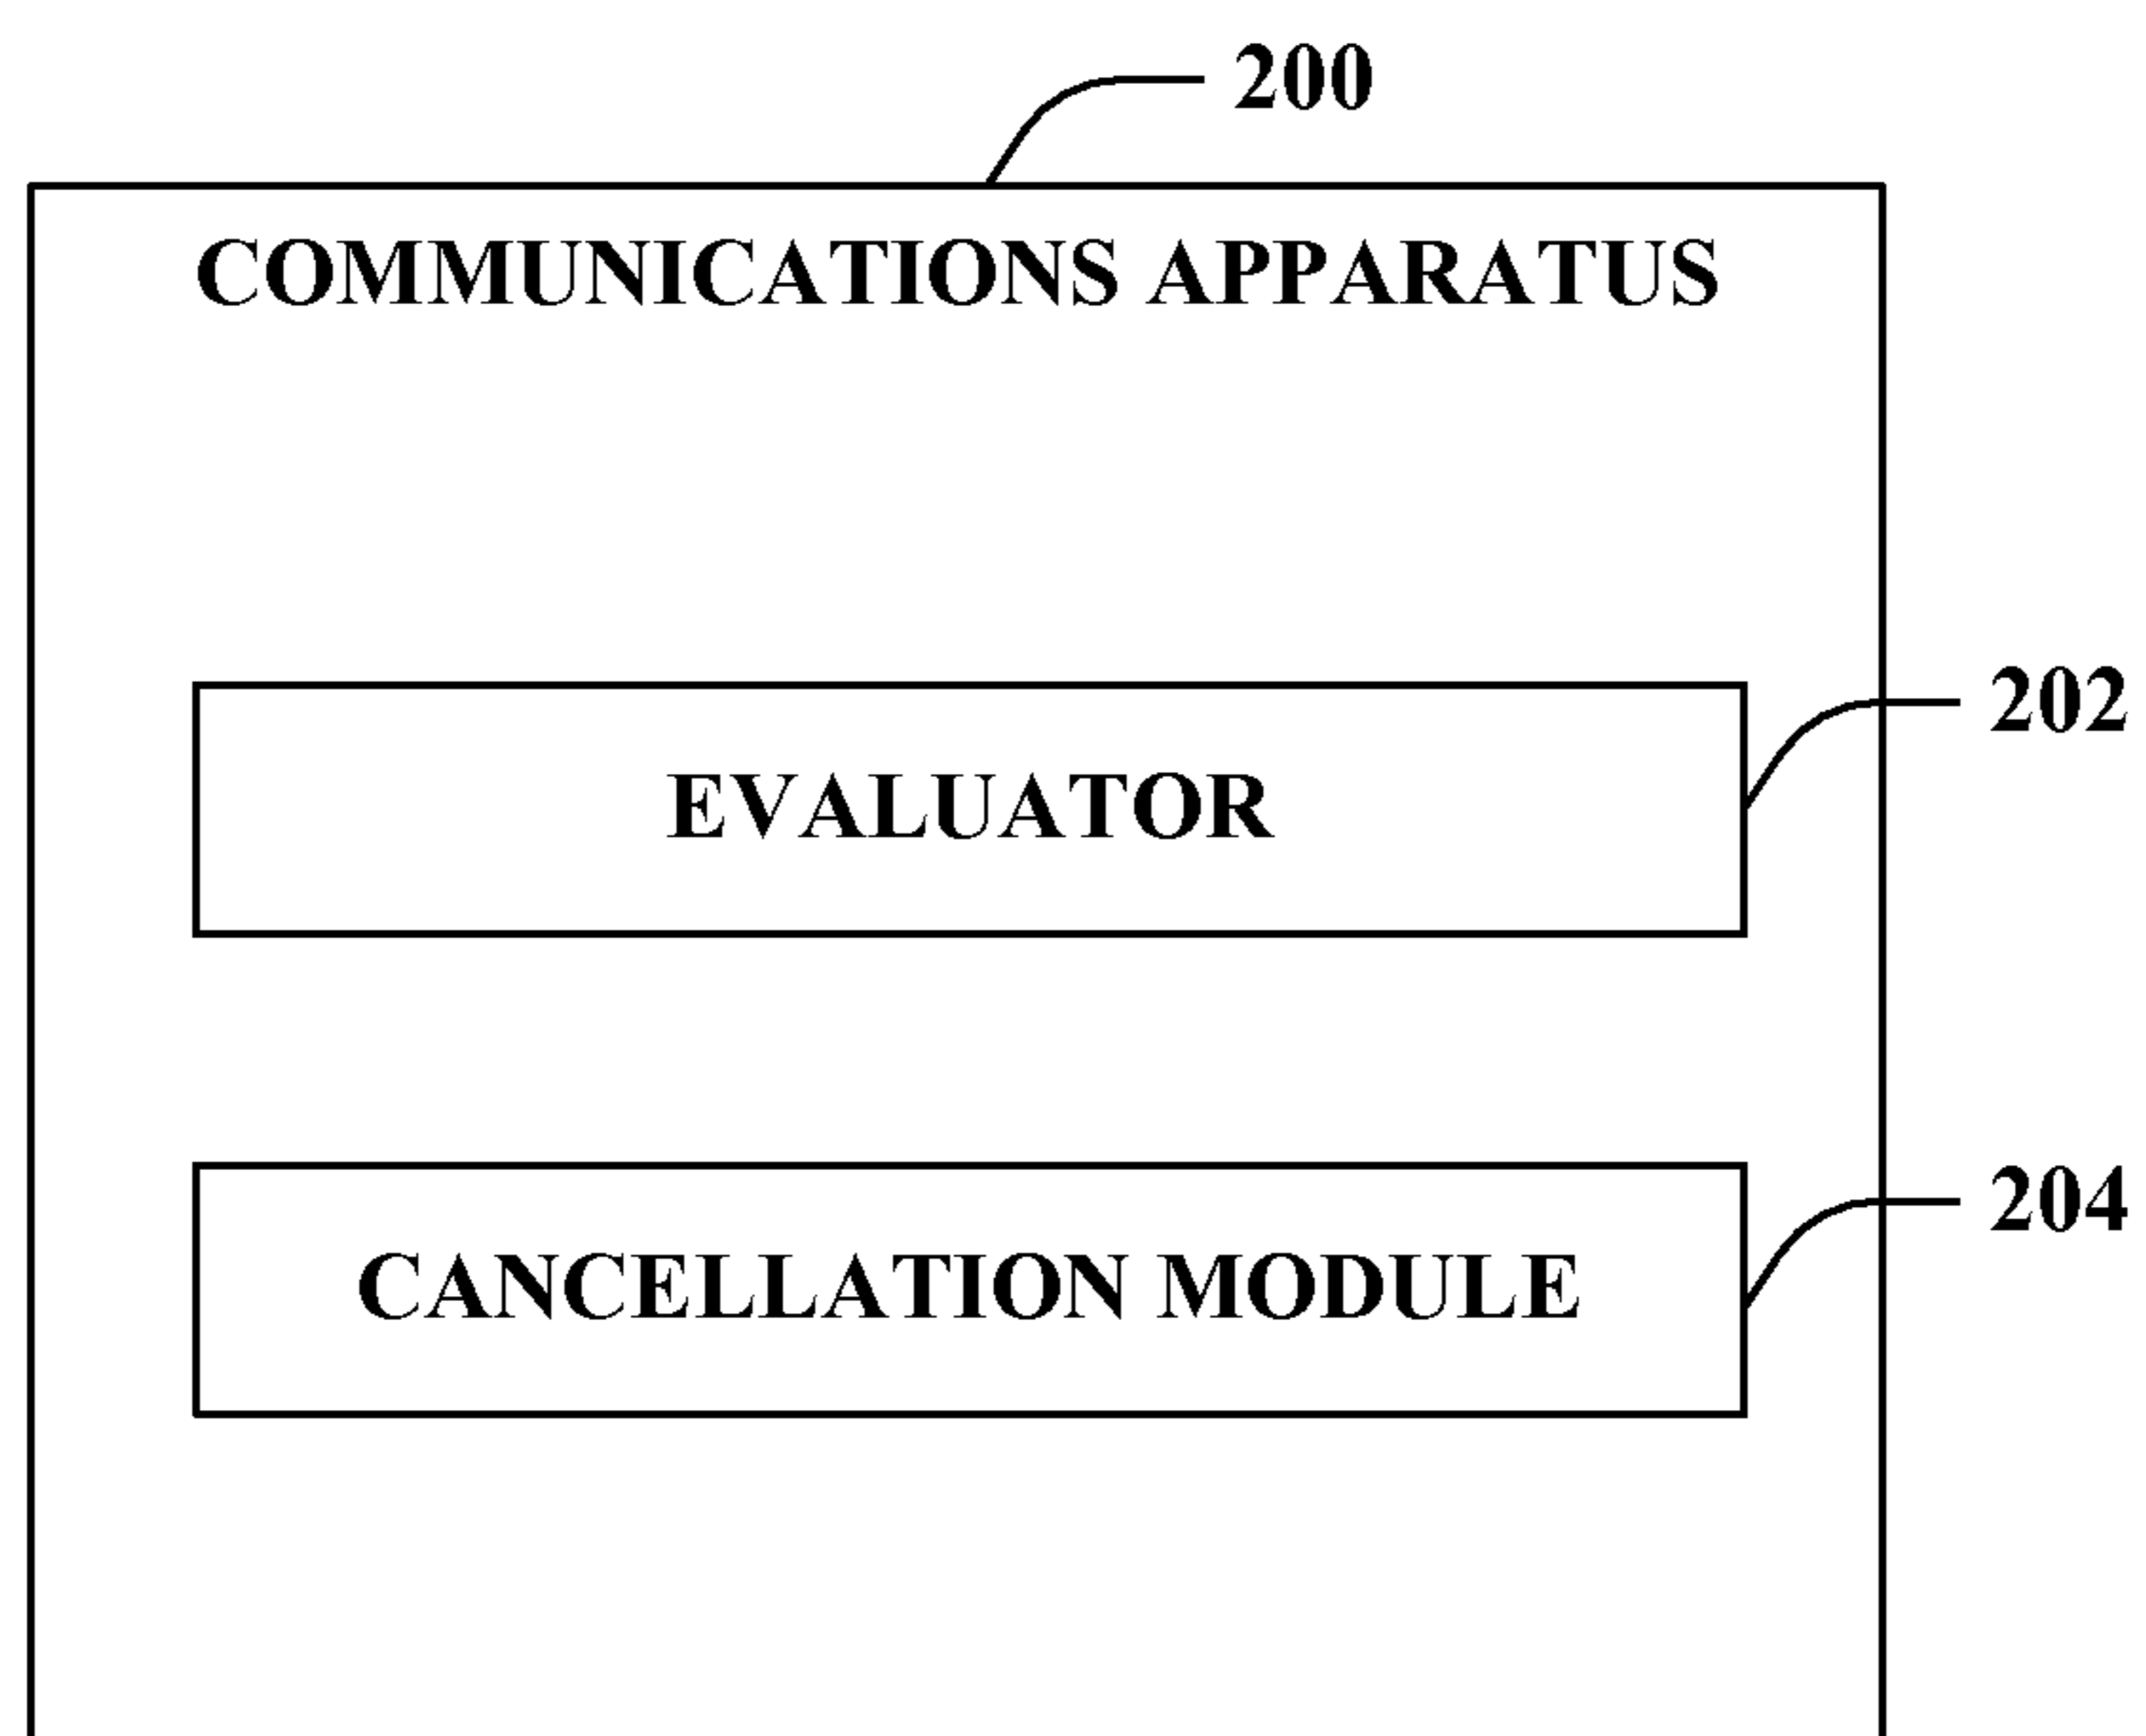 200
COMMUNICATIONS APPARATUS
202
EVALUATOR
204
CANCELLATION MODULE